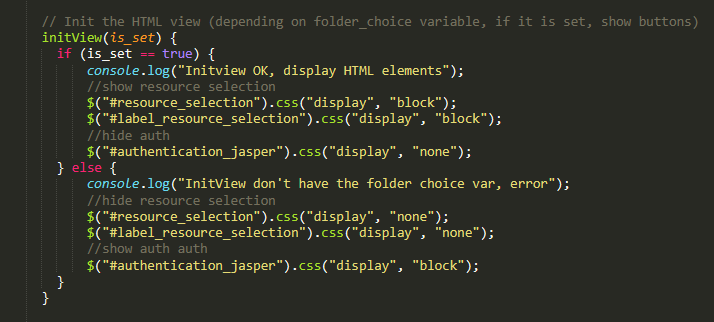 // Init the HTML view (depending on folder_choice variable, if it is set, show buttons)
initView(is_set) {
if (is_set == true) {
console.log("Initview OK, display HTML elements");
//show resource selection
$("#resource_selection").css("display", "block");
$("#label_resource_selection").css("display", "block");
//hide auth
$("#authentication_jasper").css("display", "none");
} else {
console.log("InitView don't have the folder choice var, error");
//hide resource selection
$("#resource_selection").css("display", "none");
$("#label_resource_selection").css("display", "none");
//show auth auth
$("#authentication_jasper").css("display", "block");
}
}